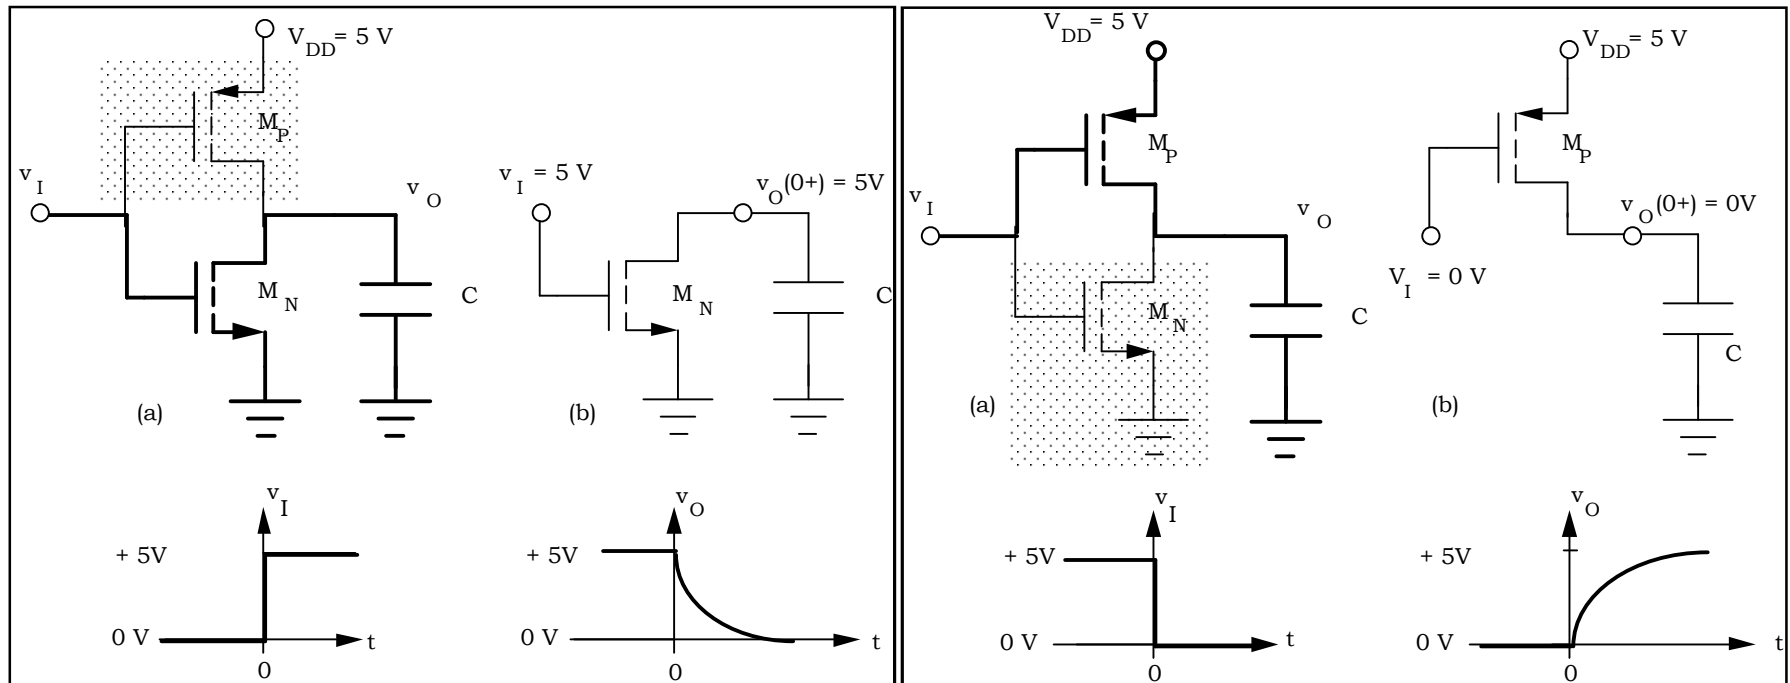 V_DD = 5 V
M_P
v_I
v_O
M_N
C
(a)
v_I = 5 V
v_O(0+) = 5V
M_N
C
(b)
v_I
+ 5V
0 V
t
0
v_O
+ 5V
0 V
t
0
V_DD = 5 V
M_P
v_I
v_O
M_N
C
(a)
V_DD = 5 V
M_P
v_O(0+) = 0V
V_I = 0 V
C
(b)
v_I
+ 5V
0 V
t
0
v_O
+5V
0 V
t
0